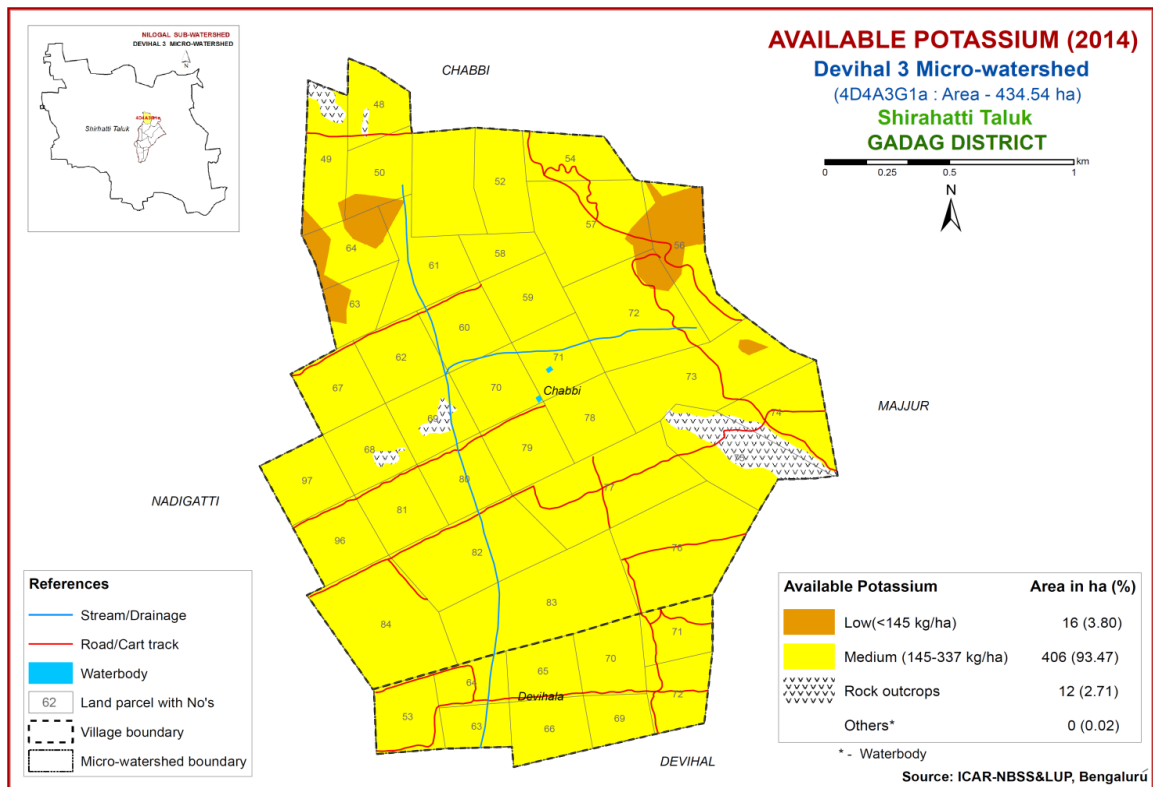 NILOGAL SUB-WATERSHED
DEVIHAL 3 MICRO-WATERSHED
N
4D4A3G1a
Shirhatti Taluk
AVAILABLE POTASSIUM (2014)
Devihal 3 Micro-watershed
(4D4A3G1a : Area - 434.54 ha)
Shirahatti Taluk
GADAG DISTRICT
km
0 0.25 0.5 1
N
CHABBI
48
49
50
52
54
57
56
64
61
58
63
59
60
72
62
71
67
70
Chabbi
73
69
78
74
MAJJUR
68
79
75
97
80
77
NADIGATTI
81
96
82
76
83
84
71
70
65
64
Devihala
72
53
63
66
69
DEVIHAL
References
Stream/Drainage
Road/Cart track
Waterbody
62 Land parcel with No's
Village boundary
Micro-watershed boundary
Available Potassium Area in ha (%)
Low(<145 kg/ha) 16 (3.80)
Medium (145-337 kg/ha) 406 (93.47)
Rock outcrops 12 (2.71)
Others* 0 (0.02)
* - Waterbody
Source: ICAR-NBSS&LUP, Bengaluru